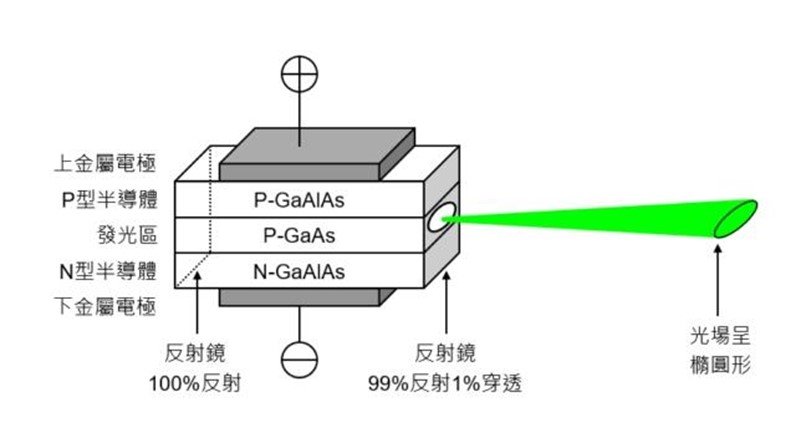 上金屬電極
P型半導體
P-GaAlAs
發光區
P-GaAs
N型半導體
N-GaAlAs
下金屬電極
反射鏡
100%反射
反射鏡
99%反射1%穿透
光場呈
橢圓形